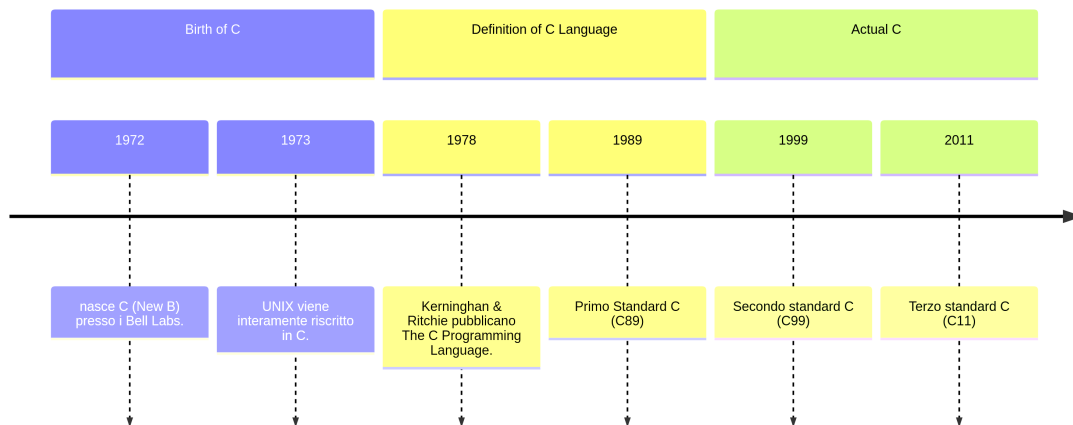 Birth of C
Definition of C Language
Actual C
1972
1973
1978
1989
1999
2011
nasce C (New B)
presso i Bell Labs.
UNIX viene
interamente riscritto
in C.
Kerninghan &
Ritchie pubblicano
The C Programming
Language.
Primo Standard C
(C89)
Secondo standard C
(C99)
Terzo standard C
(C11)